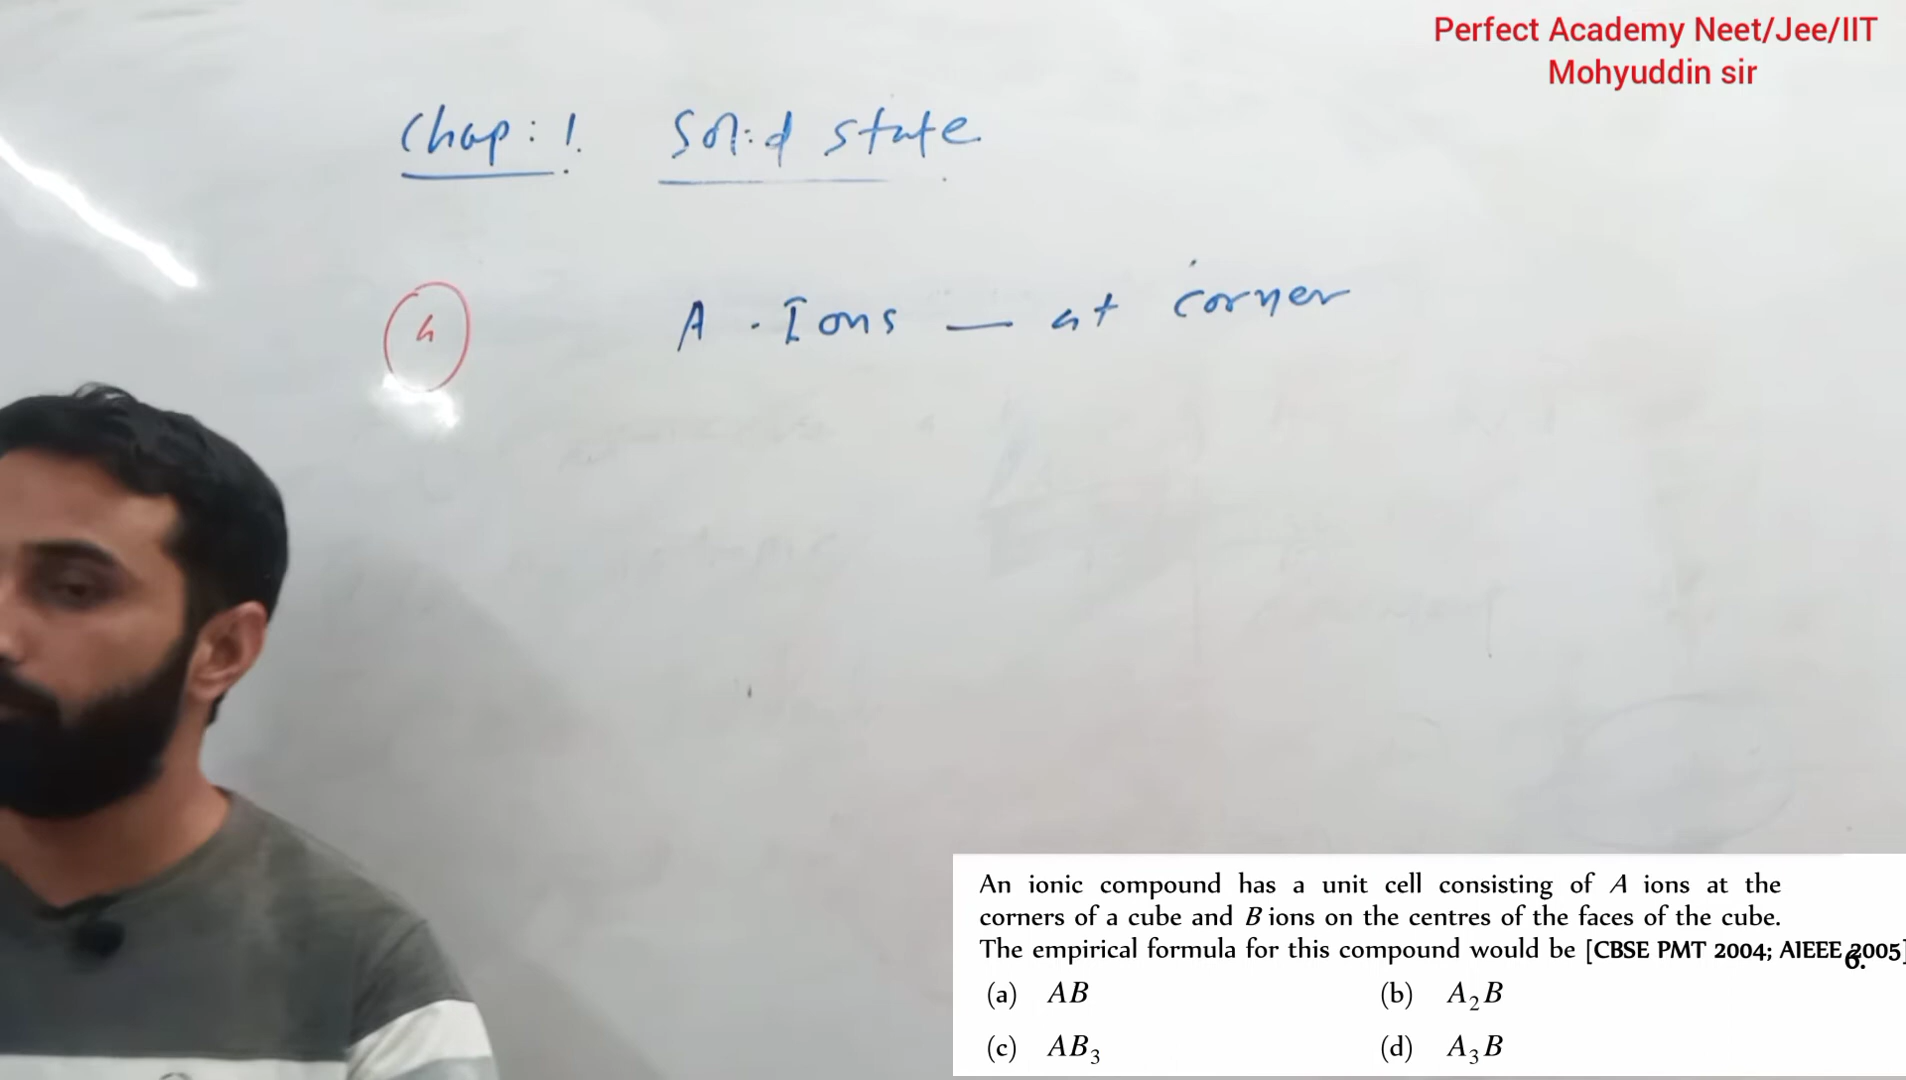 Perfect Academy Neet/Jee/IIT
Mohyuddin sir
Chap: 1. Solid state
4 A. Ions — at corner
An ionic compound has a unit cell consisting of A ions at the
corners of a cube and B ions on the centres of the faces of the cube.
The empirical formula for this compound would be [CBSE PMT 2004; AIEEE 2005]
6.
(a) AB (b) A₂B
(c) AB₃ (d) A₃B